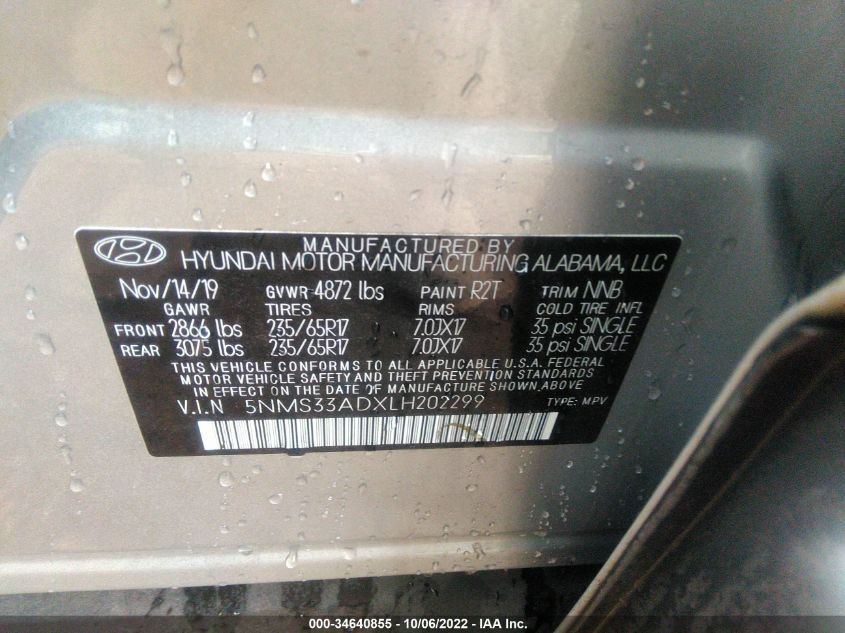 MANUFACTURED BY
HYUNDAI MOTOR MANUFACTURING ALABAMA, LLC
Nov/14/19 GVWR 4872 lbs PAINT R2T TRIM NNB
GAWR TIRES RIMS COLD TIRE INFL
FRONT 2866 lbs 235/65R17 7.0JX17 35 psi SINGLE
REAR 3075 lbs 235/65R17 7.0JX17 35 psi SINGLE
THIS VEHICLE CONFORMS TO ALL APPLICABLE U.S.A. FEDERAL
MOTOR VEHICLE SAFETY AND THEFT PREVENTION STANDARDS
IN EFFECT ON THE DATE OF MANUFACTURE SHOWN ABOVE
V.I.N 5NMS33ADXLH202299 TYPE: MPV
000-34640855 - 10/06/2022 - IAA Inc.